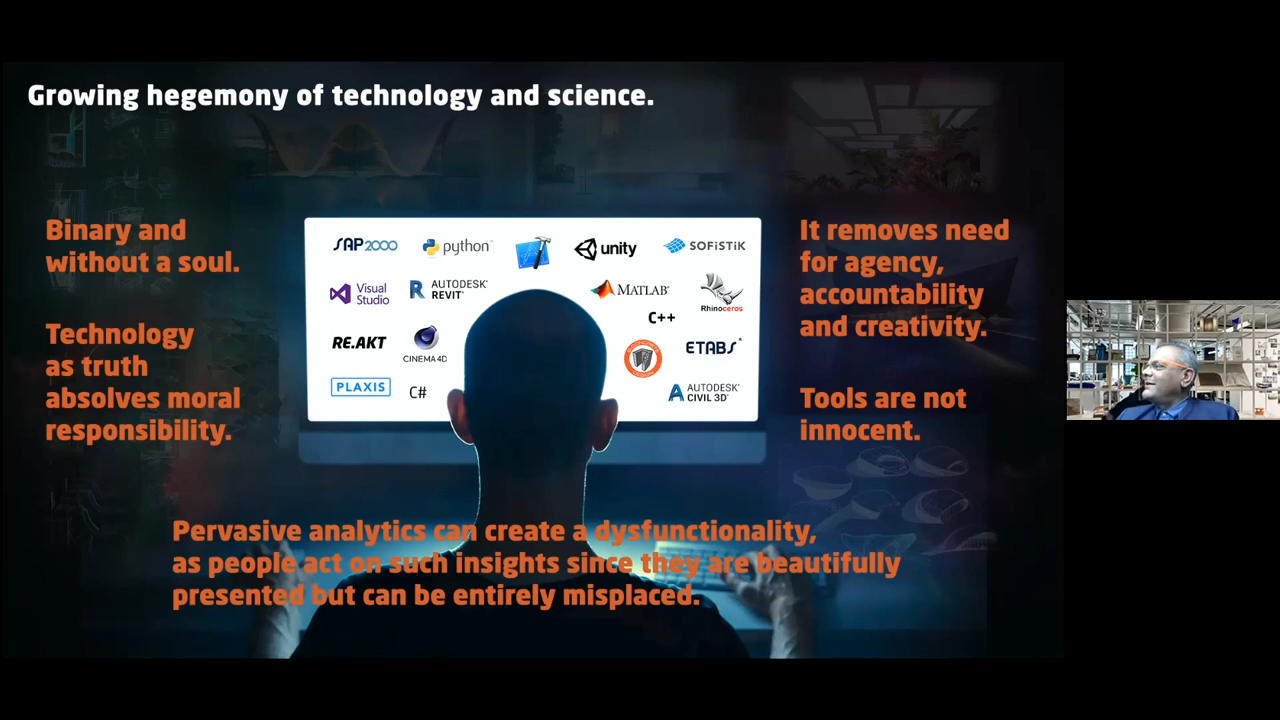 Growing hegemony of technology and science.
Binary and
without a soul.
Technology
as truth
absolves moral
responsibility.
SAP2000
python
unity
SOFiSTiK
Visual
Studio
AUTODESK®
REVIT®
MATLAB®
Rhinoceros
C++
RE.AKT
CINEMA 4D
ETABS®
PLAXIS
C#
AUTODESK®
CIVIL 3D®
It removes need
for agency,
accountability
and creativity.
Tools are not
innocent.
Pervasive analytics can create a dysfunctionality,
as people act on such insights since they are beautifully
presented but can be entirely misplaced.